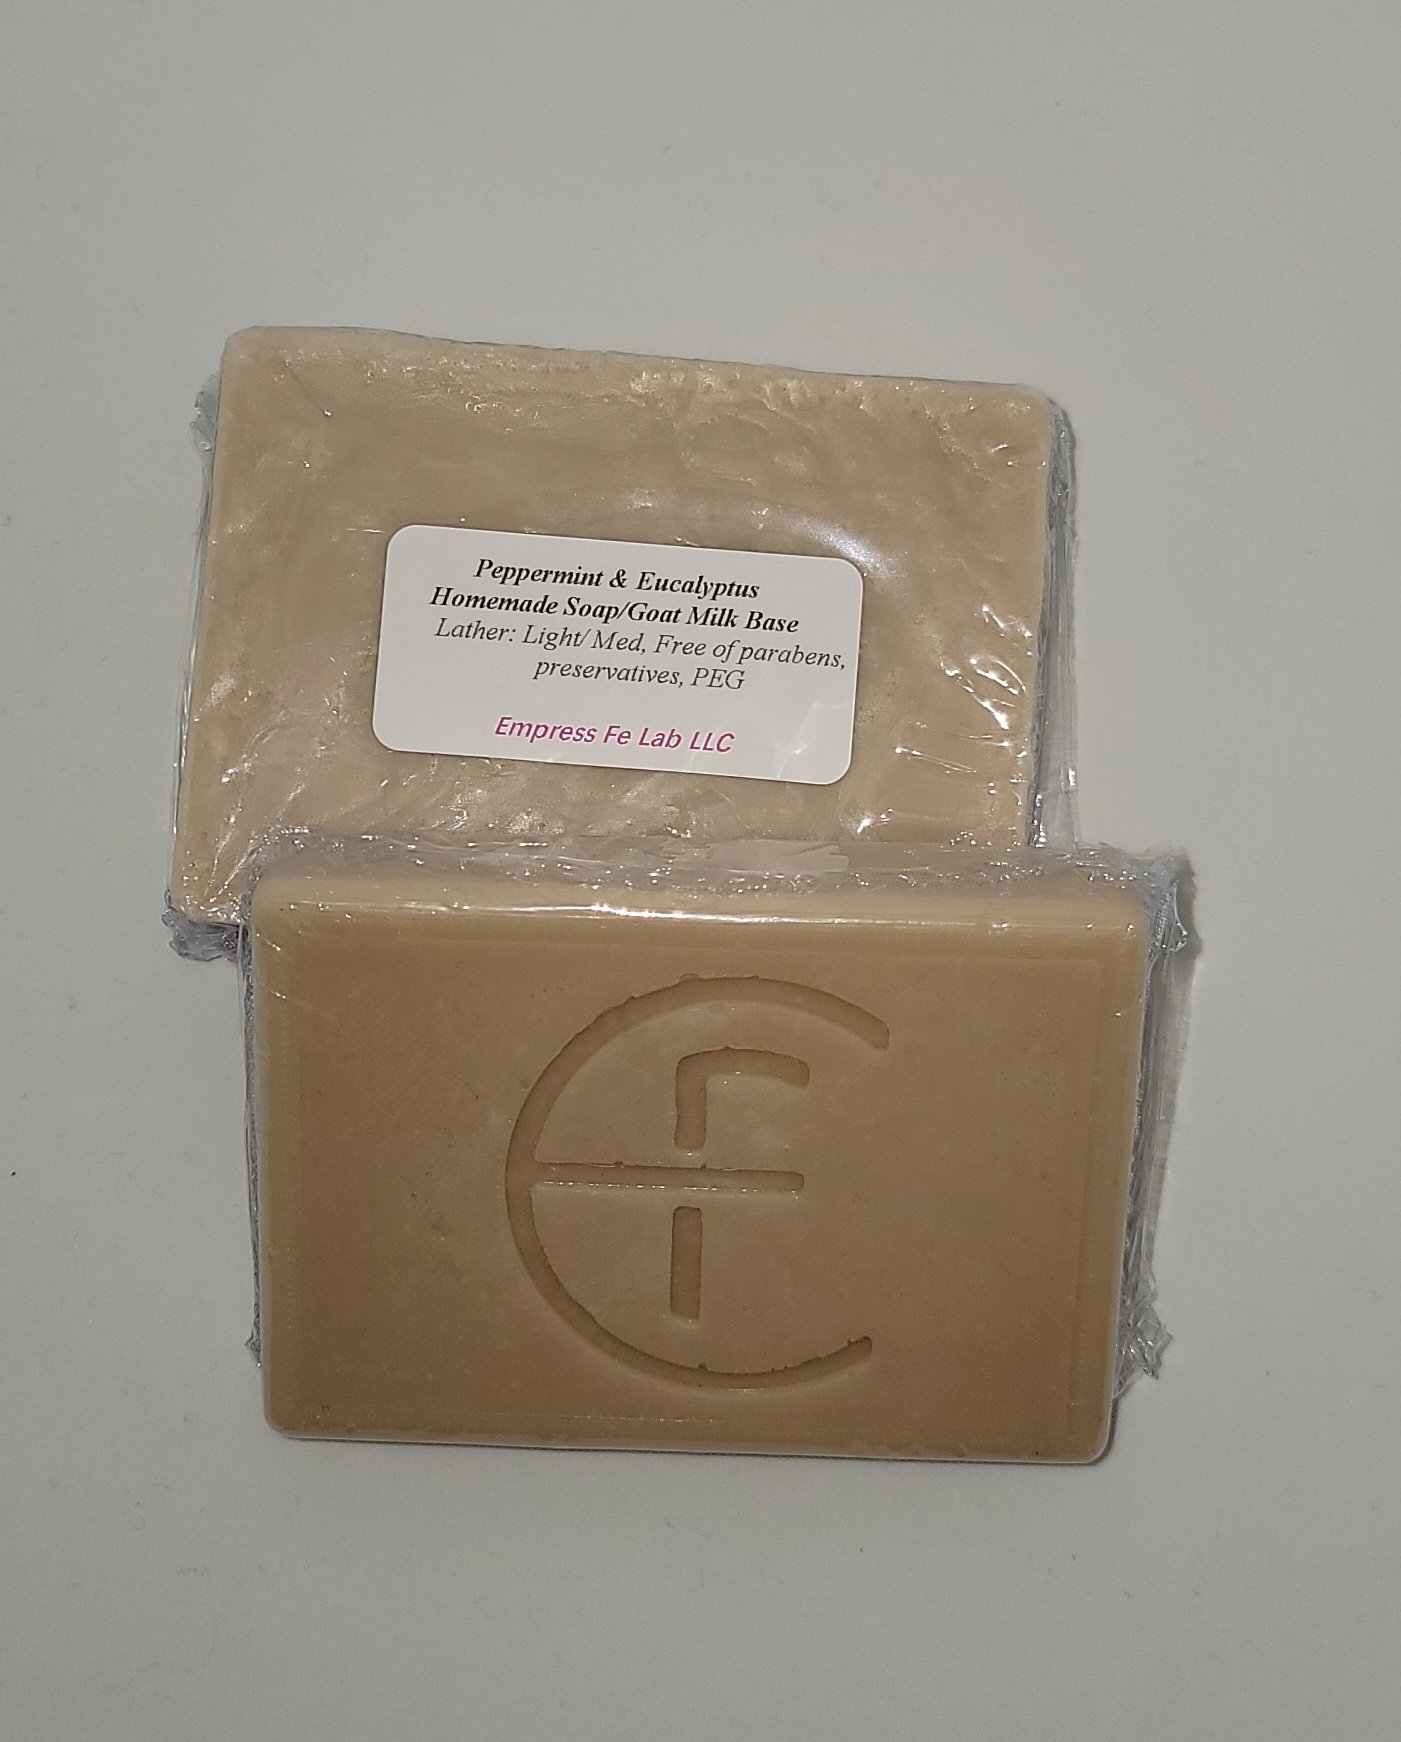 Peppermint & Eucalyptus
Homemade Soap/Goat Milk Base
Lather: Light/ Med, Free of parabens,
preservatives, PEG
Empress Fe Lab LLC